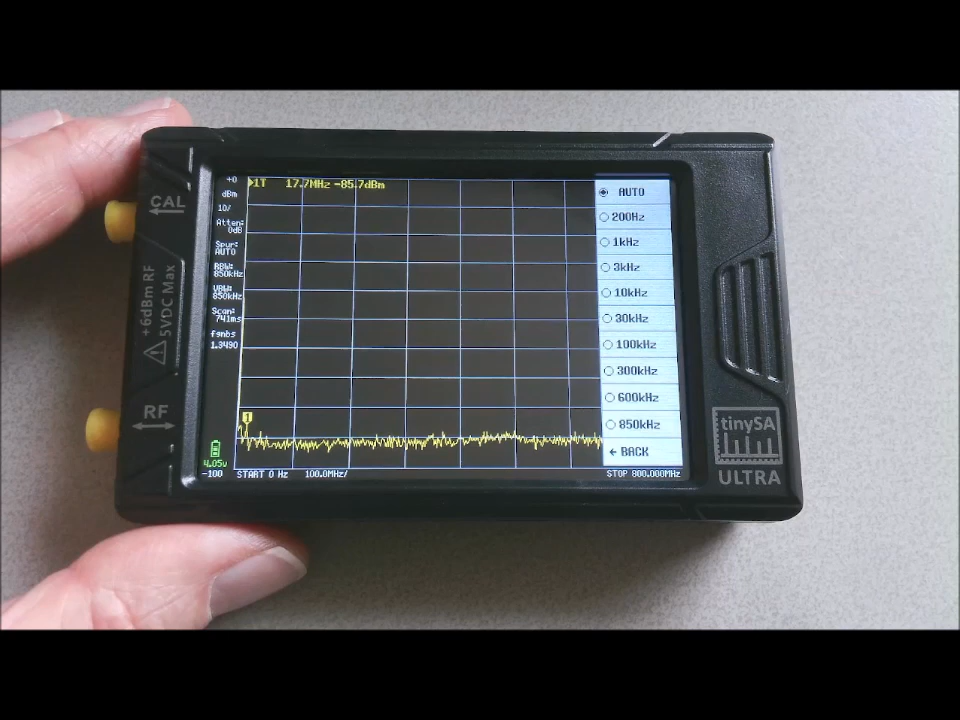 CAL
+6dBm RF
5VDC Max
RF
+0
dBm
10/
Atten:
0dB
Spur:
AUTO
RBW:
850kHz
VBW:
850kHz
Scan:
741ms
fsmbs
1.3490
4.05v
-100
1T 17.7MHz -85.7dBm
1
START 0 Hz 100.0MHz/
STOP 800.000MHz
AUTO
200Hz
1kHz
3kHz
10kHz
30kHz
100kHz
300kHz
600kHz
850kHz
← BACK
tinySA
ULTRA